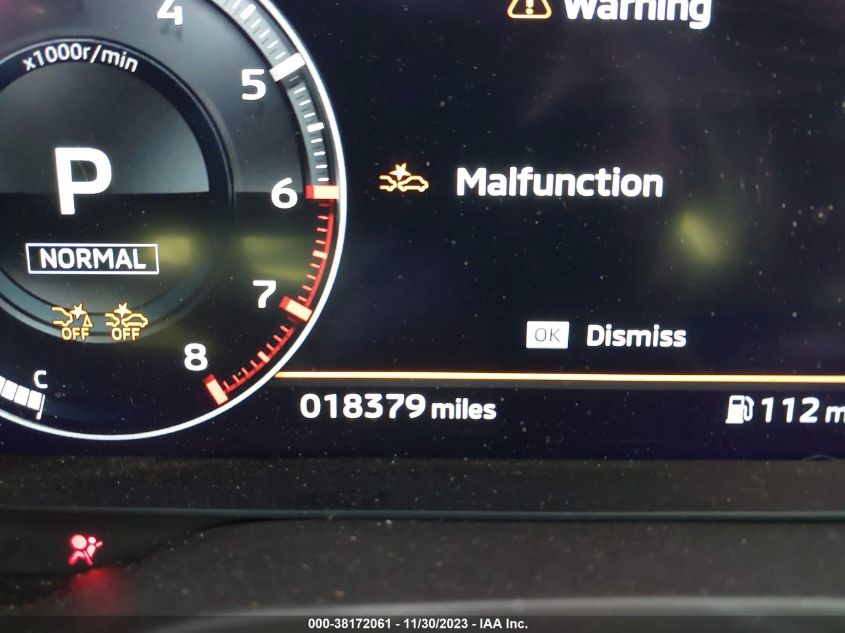 4
Warning
x1000r/min
5
P
6
Malfunction
NORMAL
7
OFF
OFF
8
OK Dismiss
C
018379 miles
112 m
000-38172061 - 11/30/2023 - IAA Inc.